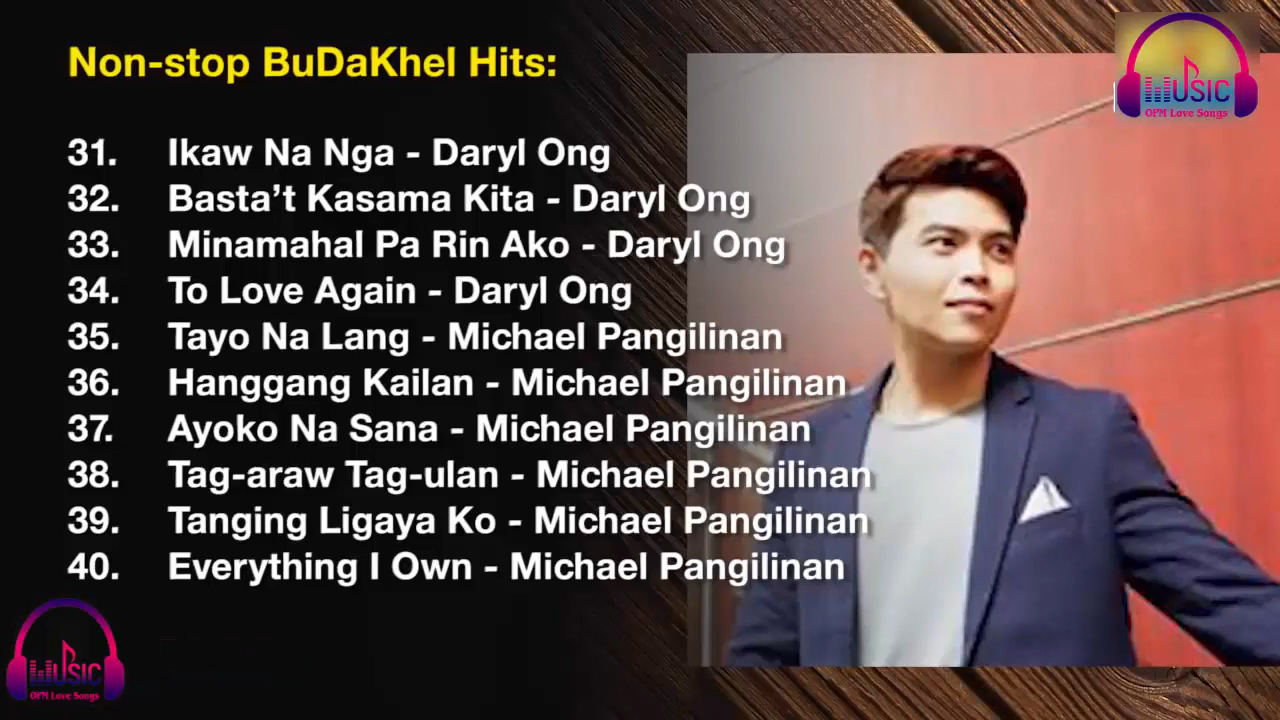 Non-stop BuDaKhel Hits:
31. Ikaw Na Nga - Daryl Ong
32. Basta't Kasama Kita - Daryl Ong
33. Minamahal Pa Rin Ako - Daryl Ong
34. To Love Again - Daryl Ong
35. Tayo Na Lang - Michael Pangilinan
36. Hanggang Kailan - Michael Pangilinan
37. Ayoko Na Sana - Michael Pangilinan
38. Tag-araw Tag-ulan - Michael Pangilinan
39. Tanging Ligaya Ko - Michael Pangilinan
40. Everything I Own - Michael Pangilinan
MUSIC
OPM Love Songs
MUSIC
OPM Love Songs